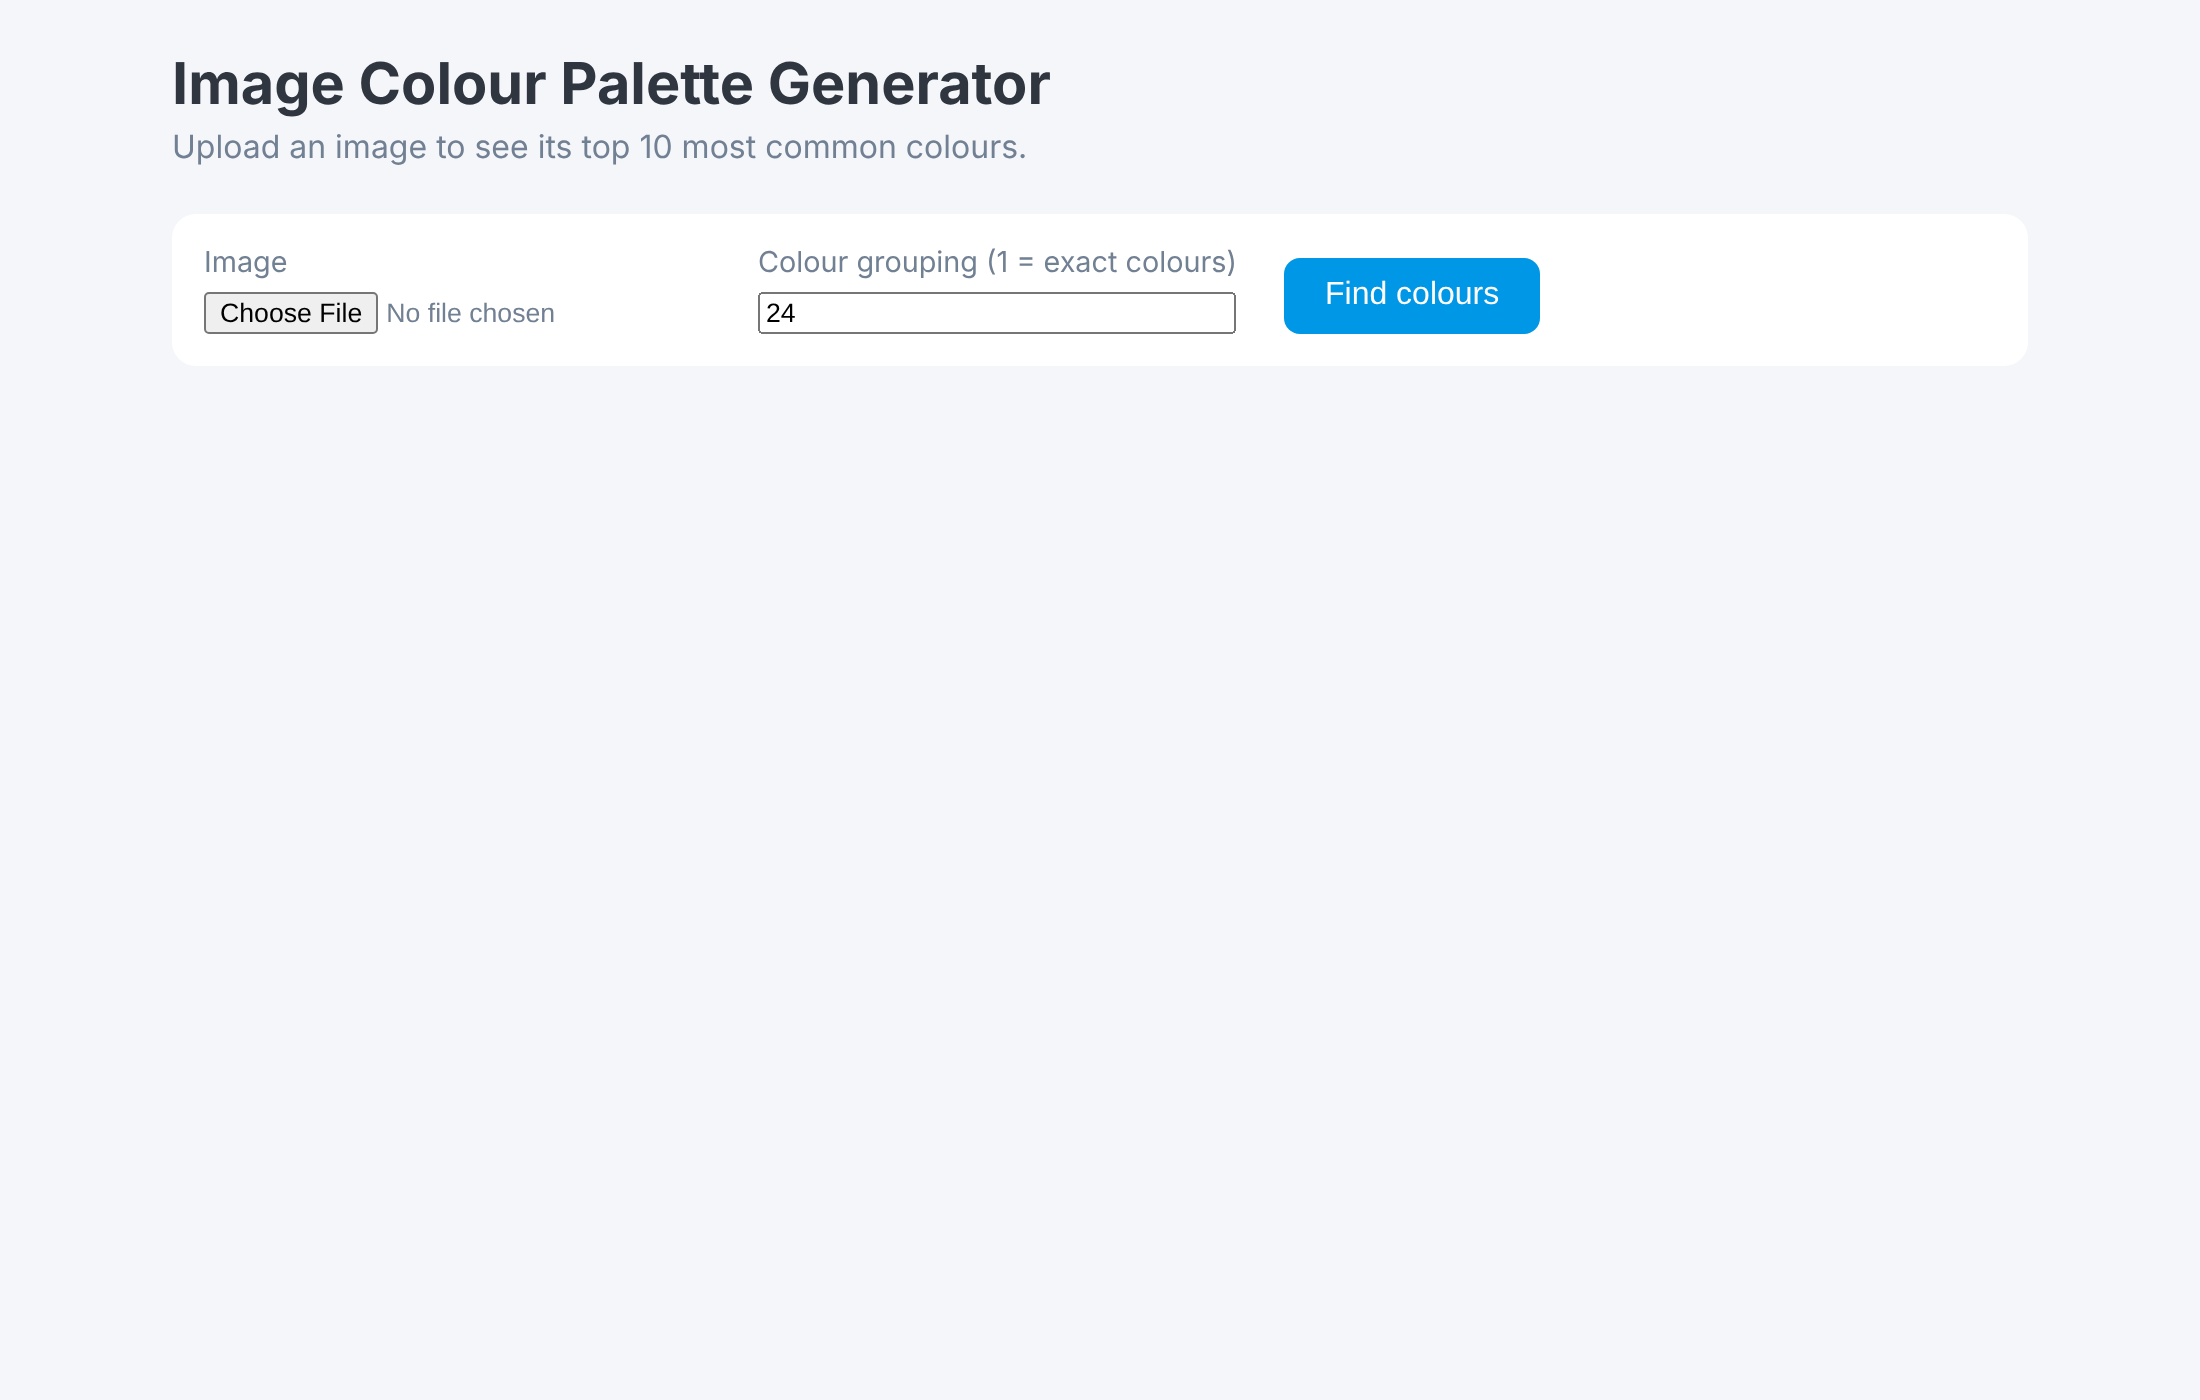 Image Colour Palette Generator
Upload an image to see its top 10 most common colours.
Image
Choose File No file chosen
Colour grouping (1 = exact colours)
24
Find colours